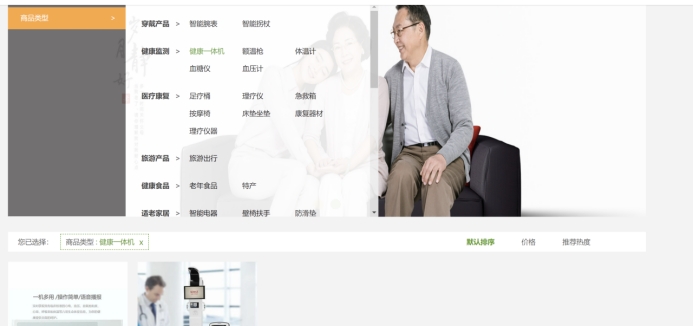 商品类型 >
穿戴产品 > 智能腕表 智能拐杖
健康监测 > 健康一体机 额温枪 体温计
血糖仪 血压计
医疗康复 > 足疗桶 理疗仪 急救箱
按摩椅 床垫坐垫 康复器材
理疗仪器
旅游产品 > 旅游出行
健康食品 > 老年食品 特产
适老家居 > 智能电器 壁椅扶手 防滑垫
您已选择: 商品类型:健康一体机 x 默认排序 价格 推荐热度
一机多用/操作简单/语音播报